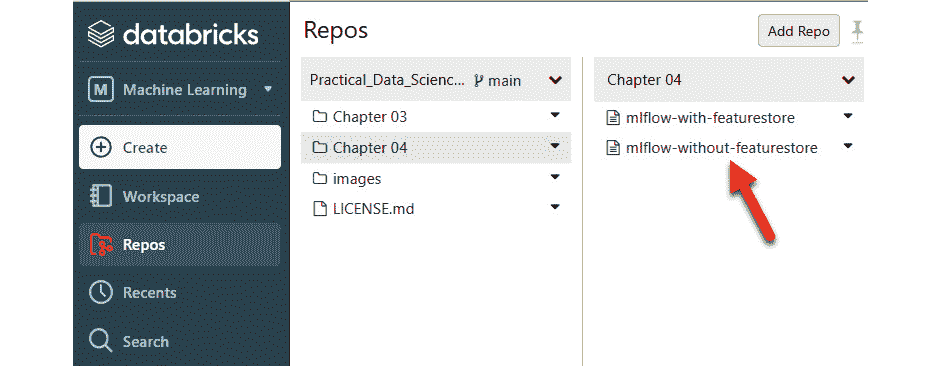 databricks
M Machine Learning
Create
Workspace
Repos
Recents
Search
Repos
Add Repo
Practical_Data_Scienc... main
Chapter 03
Chapter 04
images
LICENSE.md
Chapter 04
mlflow-with-featurestore
mlflow-without-featurestore